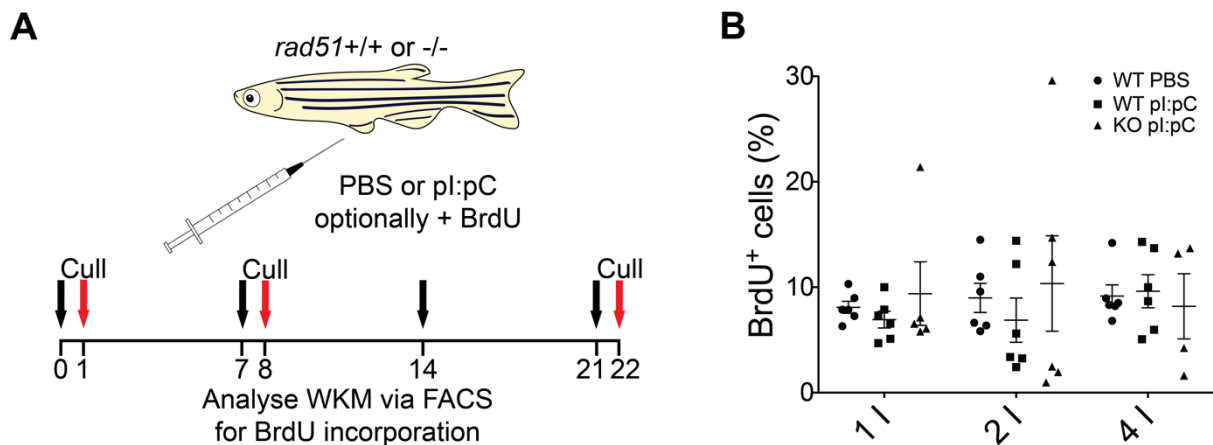 A
rad51+/+ or -/-
PBS or pI:pC
optionally + BrdU
Cull Cull Cull
0 1 7 8 14 21 22
Analyse WKM via FACS
for BrdU incorporation
B
BrdU+ cells (%)
30
20
10
0
WT PBS
WT pI:pC
KO pI:pC
1 I 2 I 4 I